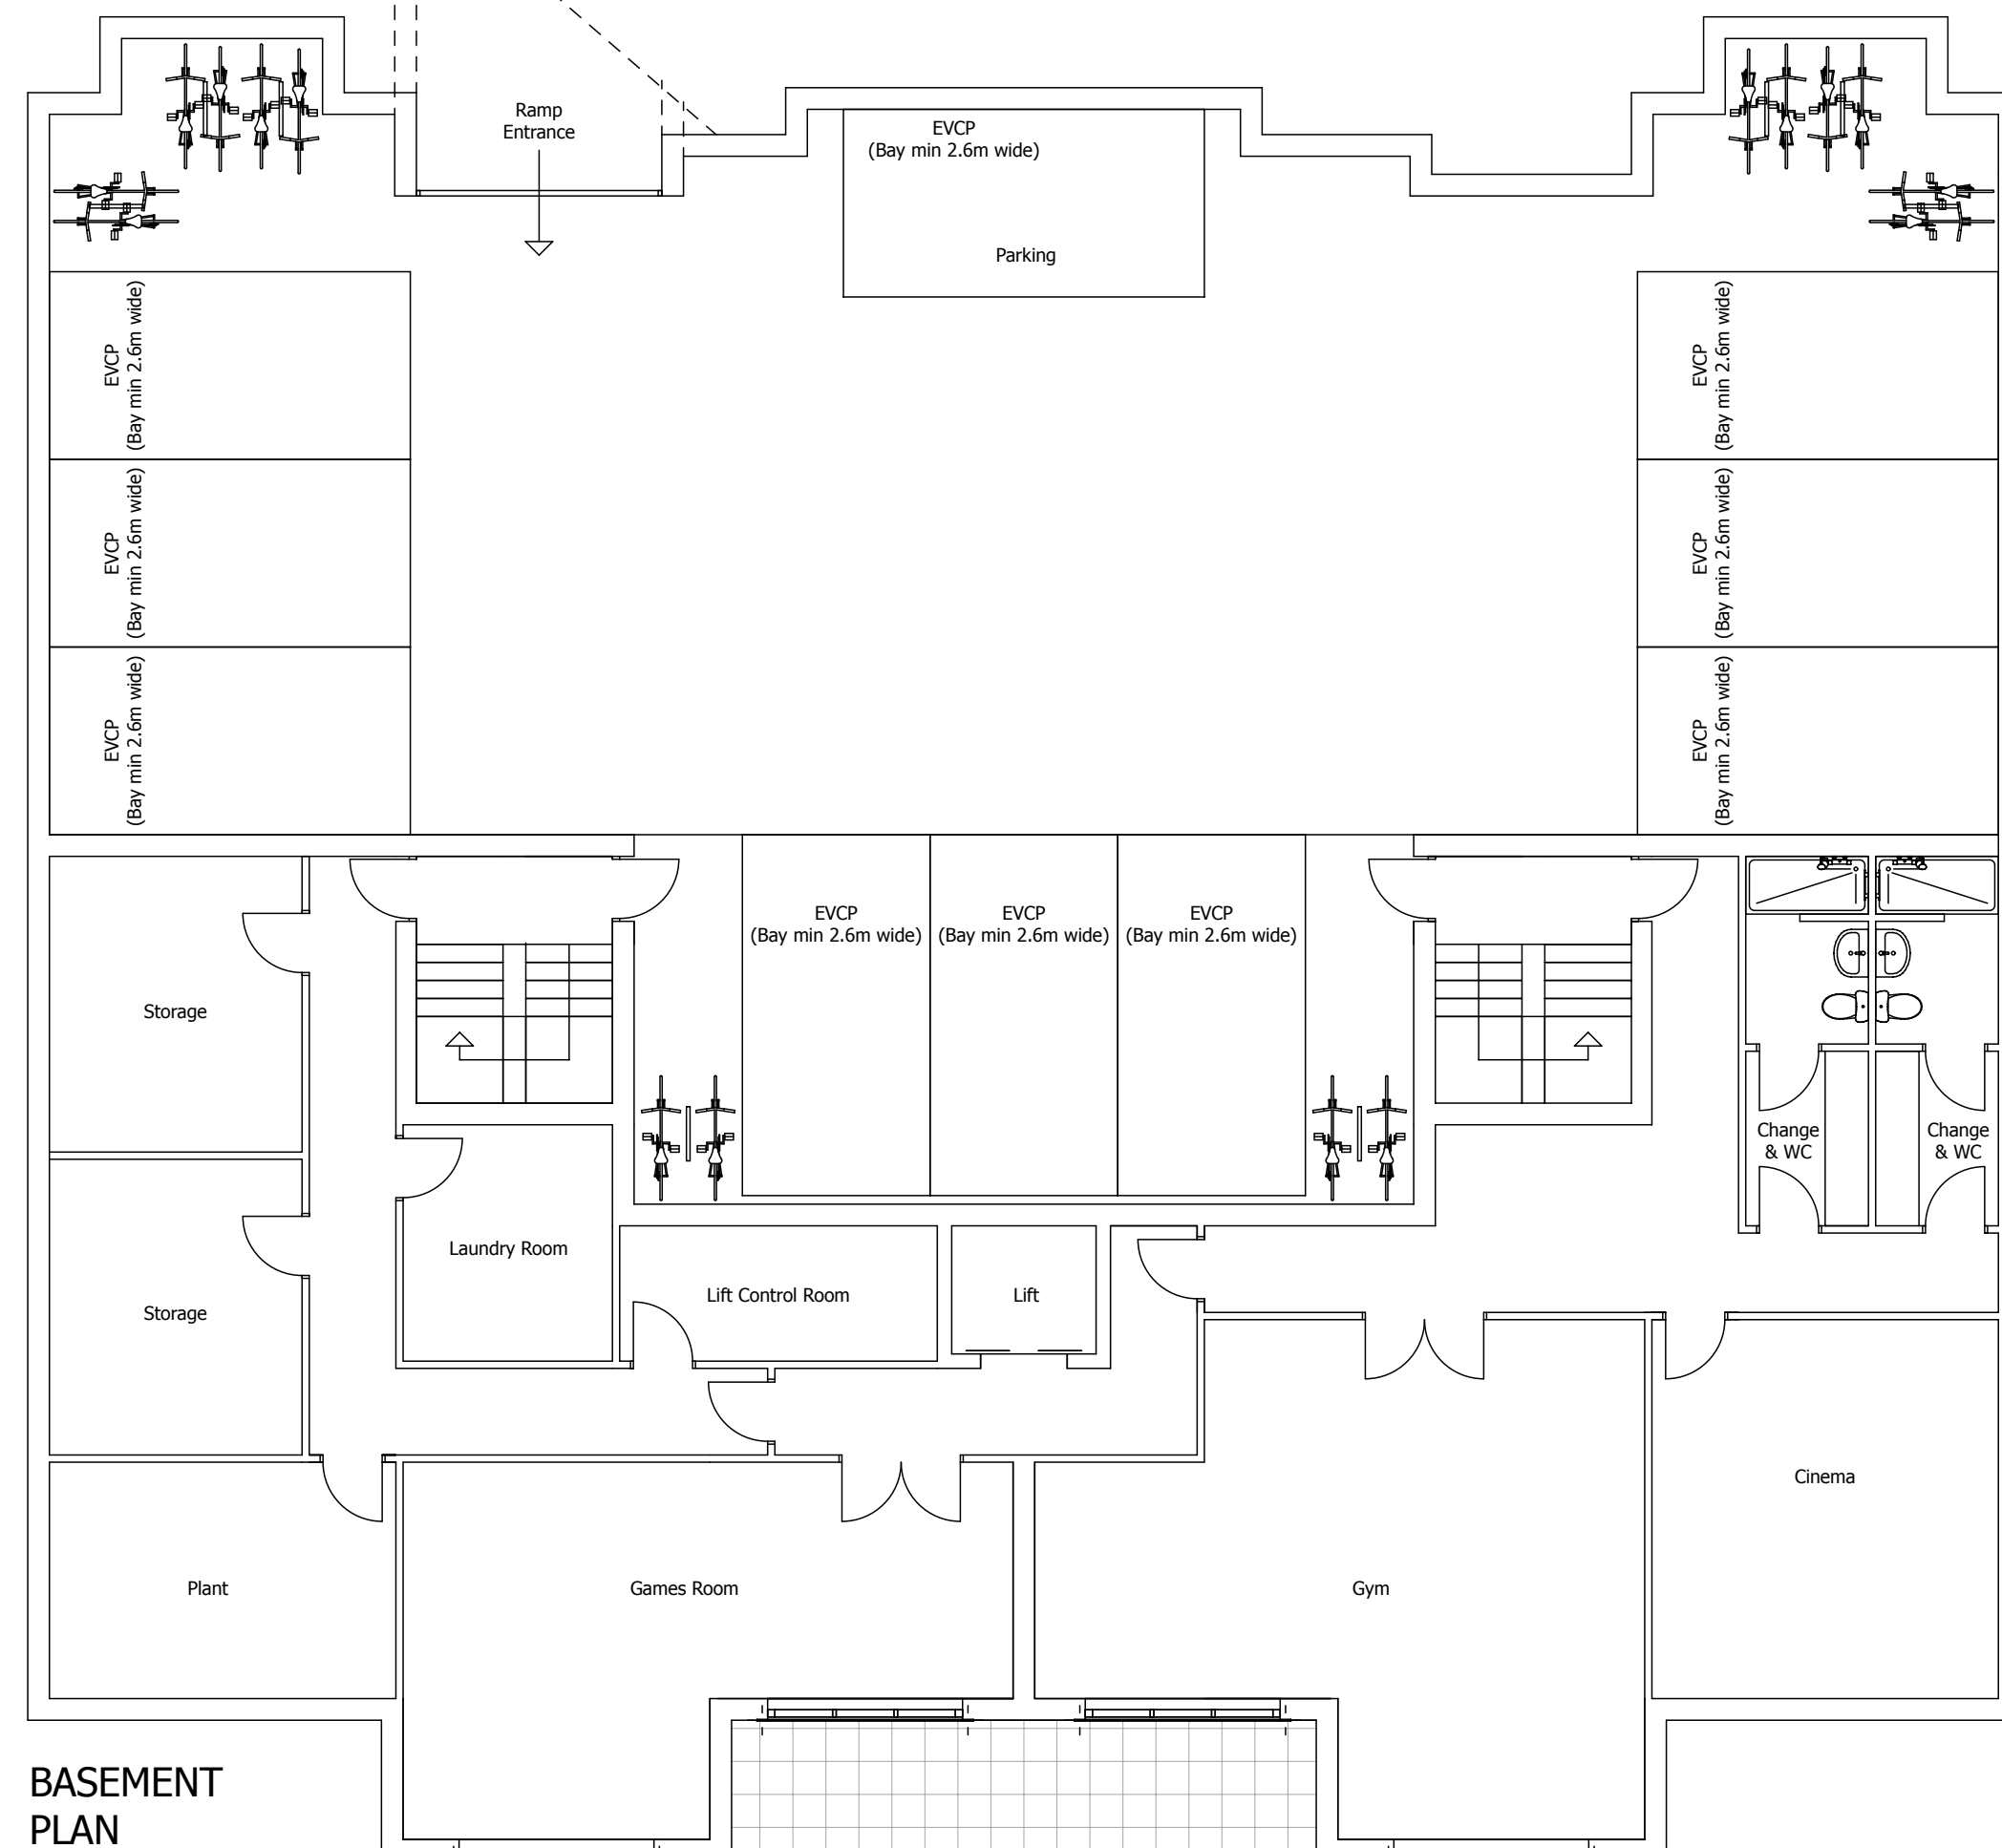 Ramp
Entrance
EVCP
(Bay min 2.6m wide)
Parking
EVCP
(Bay min 2.6m wide)
EVCP
(Bay min 2.6m wide)
EVCP
(Bay min 2.6m wide)
EVCP
(Bay min 2.6m wide)
EVCP
(Bay min 2.6m wide)
EVCP
(Bay min 2.6m wide)
EVCP
(Bay min 2.6m wide)
EVCP
(Bay min 2.6m wide)
EVCP
(Bay min 2.6m wide)
Storage
Change
& WC
Change
& WC
Laundry Room
Lift Control Room
Lift
Storage
Cinema
Plant
Games Room
Gym
BASEMENT
PLAN